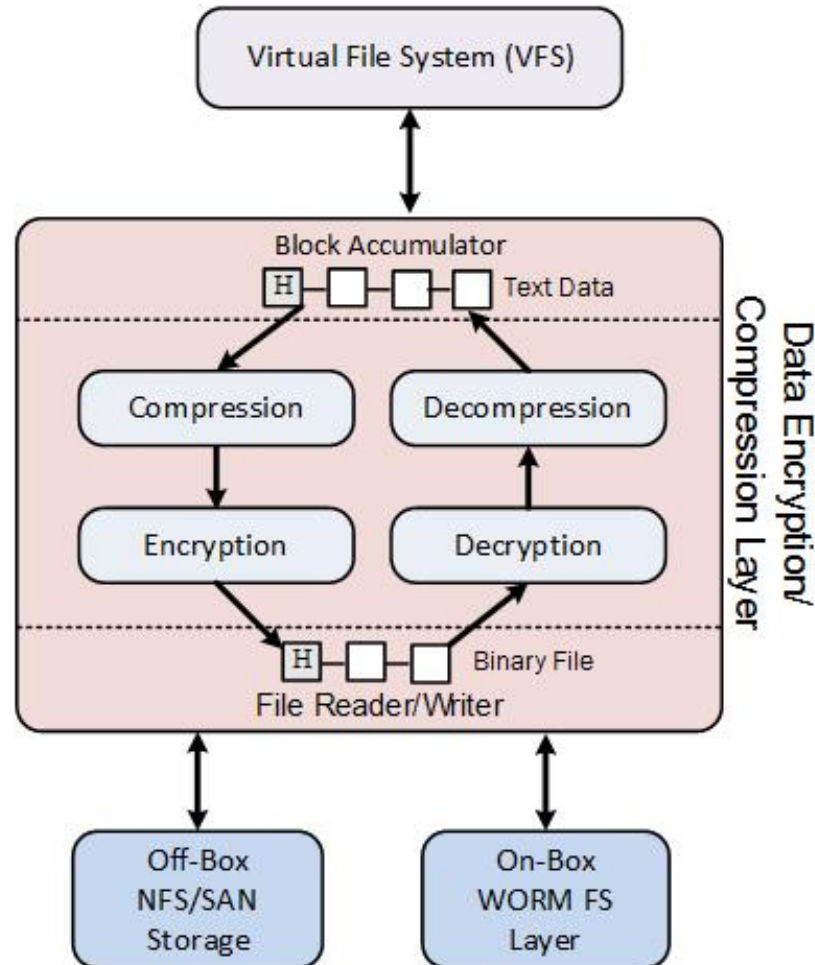 Virtual File System (VFS)
Block Accumulator
H
Text Data
Compression
Decompression
Encryption
Decryption
H
Binary File
File Reader/Writer
Data Encryption/
Compression Layer
Off-Box
NFS/SAN
Storage
On-Box
WORM FS
Layer